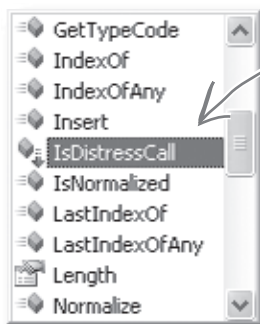 GetTypeCode
IndexOf
IndexOfAny
Insert
IsDistressCall
IsNormalized
LastIndexOf
LastIndexOfAny
Length
Normalize